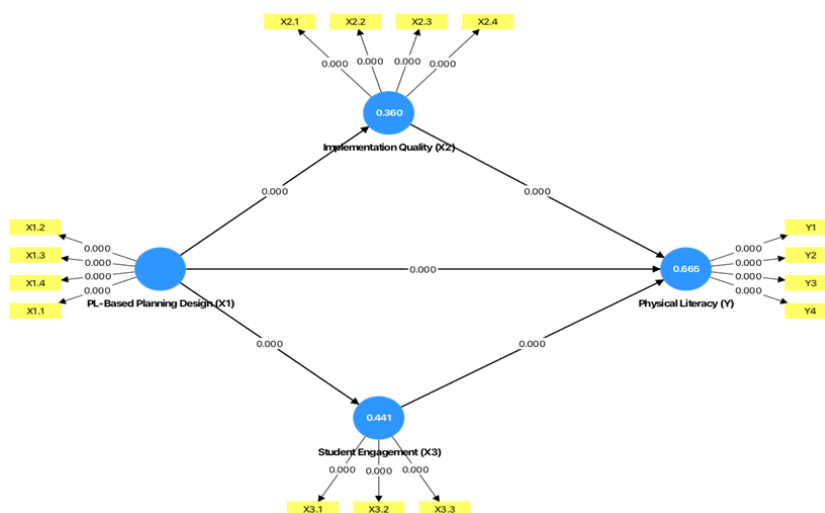 X2.1 X2.2 X2.3 X2.4
0.000 0.000 0.000 0.000
0.360
Implementation Quality (X2)
0.000 0.000
X1.2
X1.3
X1.4
X1.1
0.000
0.000
0.000
0.000
PL-Based Planning Design (X1)
0.000
0.665
Physical Literacy (Y)
0.000
0.000
0.000
0.000
Y1
Y2
Y3
Y4
0.000 0.000
0.441
Student Engagement (X3)
0.000 0.000 0.000
X3.1 X3.2 X3.3